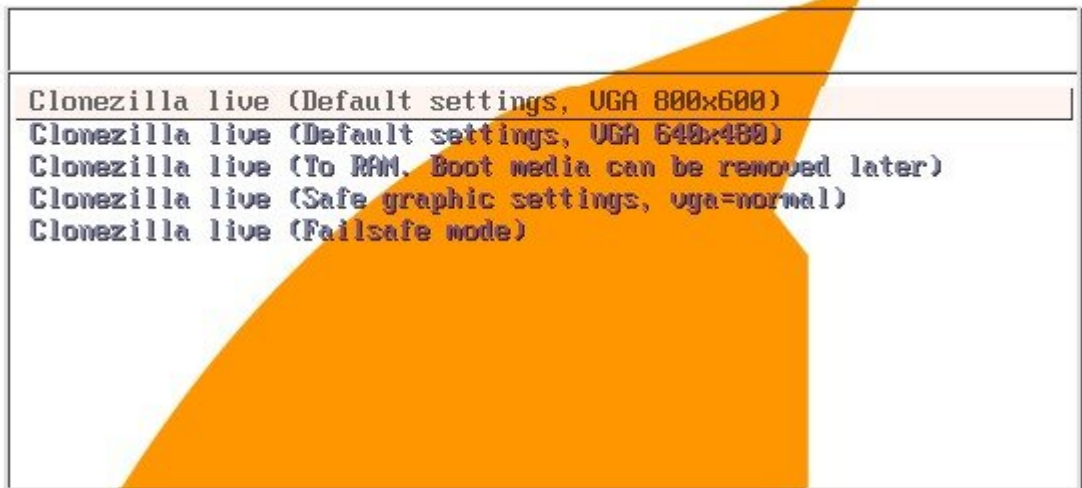 Clonezilla live (Default settings, VGA 800x600)
Clonezilla live (Default settings, VGA 640x480)
Clonezilla live (To RAM. Boot media can be removed later)
Clonezilla live (Safe graphic settings, vga=normal)
Clonezilla live (Failsafe mode)